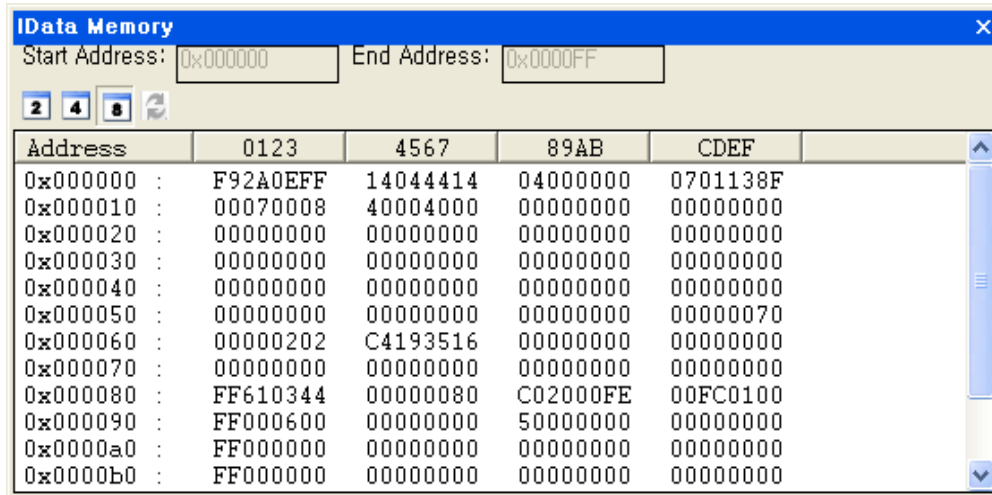 IData Memory X
Start Address: 0x000000 End Address: 0x0000FF
2 4 8
Address 0123 4567 89AB CDEF
0x000000 : F92A0EFF 14044414 04000000 0701138F
0x000010 : 00070008 40004000 00000000 00000000
0x000020 : 00000000 00000000 00000000 00000000
0x000030 : 00000000 00000000 00000000 00000000
0x000040 : 00000000 00000000 00000000 00000000
0x000050 : 00000000 00000000 00000000 00000070
0x000060 : 00000202 C4193516 00000000 00000000
0x000070 : 00000000 00000000 00000000 00000000
0x000080 : FF610344 00000080 C02000FE 00FC0100
0x000090 : FF000600 00000000 50000000 00000000
0x0000a0 : FF000000 00000000 00000000 00000000
0x0000b0 : FF000000 00000000 00000000 00000000